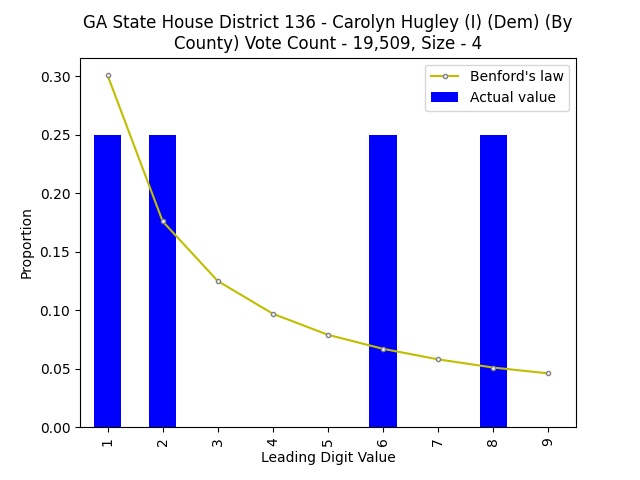 GA State House District 136 - Carolyn Hugley (I) (Dem) (By
County) Vote Count - 19,509, Size - 4
Benford's law
Actual value
0.30
0.25
0.20
0.15
0.10
0.05
0.00
Proportion
1 2 3 4 5 6 7 8 9
Leading Digit Value